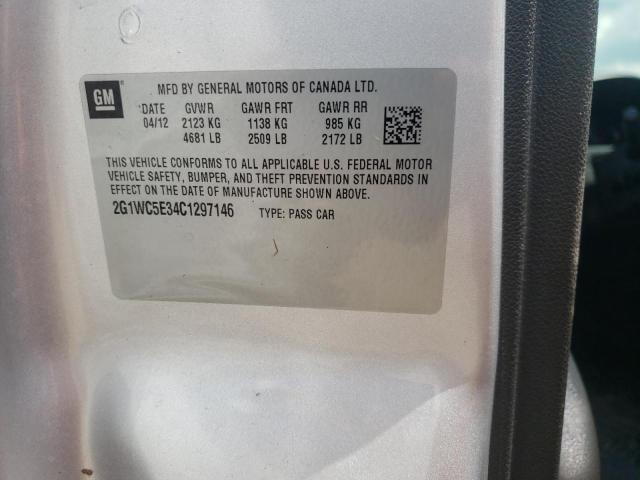 GM
MFD BY GENERAL MOTORS OF CANADA LTD.
DATE GVWR GAWR FRT GAWR RR
04/12 2123 KG 1138 KG 985 KG
4681 LB 2509 LB 2172 LB
THIS VEHICLE CONFORMS TO ALL APPLICABLE U.S. FEDERAL MOTOR
VEHICLE SAFETY, BUMPER, AND THEFT PREVENTION STANDARDS IN
EFFECT ON THE DATE OF MANUFACTURE SHOWN ABOVE.
2G1WC5E34C1297146 TYPE: PASS CAR